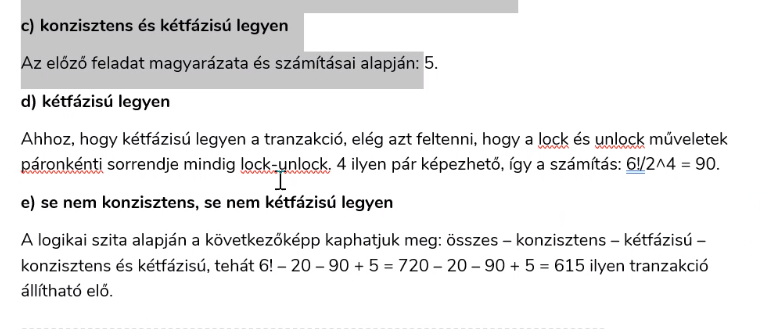 c) konzisztens és kétfázisú legyen
Az előző feladat magyarázata és számításai alapján: 5.
d) kétfázisú legyen
Ahhoz, hogy kétfázisú legyen a tranzakció, elég azt feltenni, hogy a lock és unlock műveletek
páronkénti sorrendje mindig lock-unlock. 4 ilyen pár képezhető, így a számítás: 6!/2^4 = 90.
e) se nem konzisztens, se nem kétfázisú legyen
A logikai szita alapján a következőképp kaphatjuk meg: összes – konzisztens – kétfázisú –
konzisztens és kétfázisú, tehát 6! – 20 – 90 + 5 = 720 – 20 – 90 + 5 = 615 ilyen tranzakció
állítható elő.